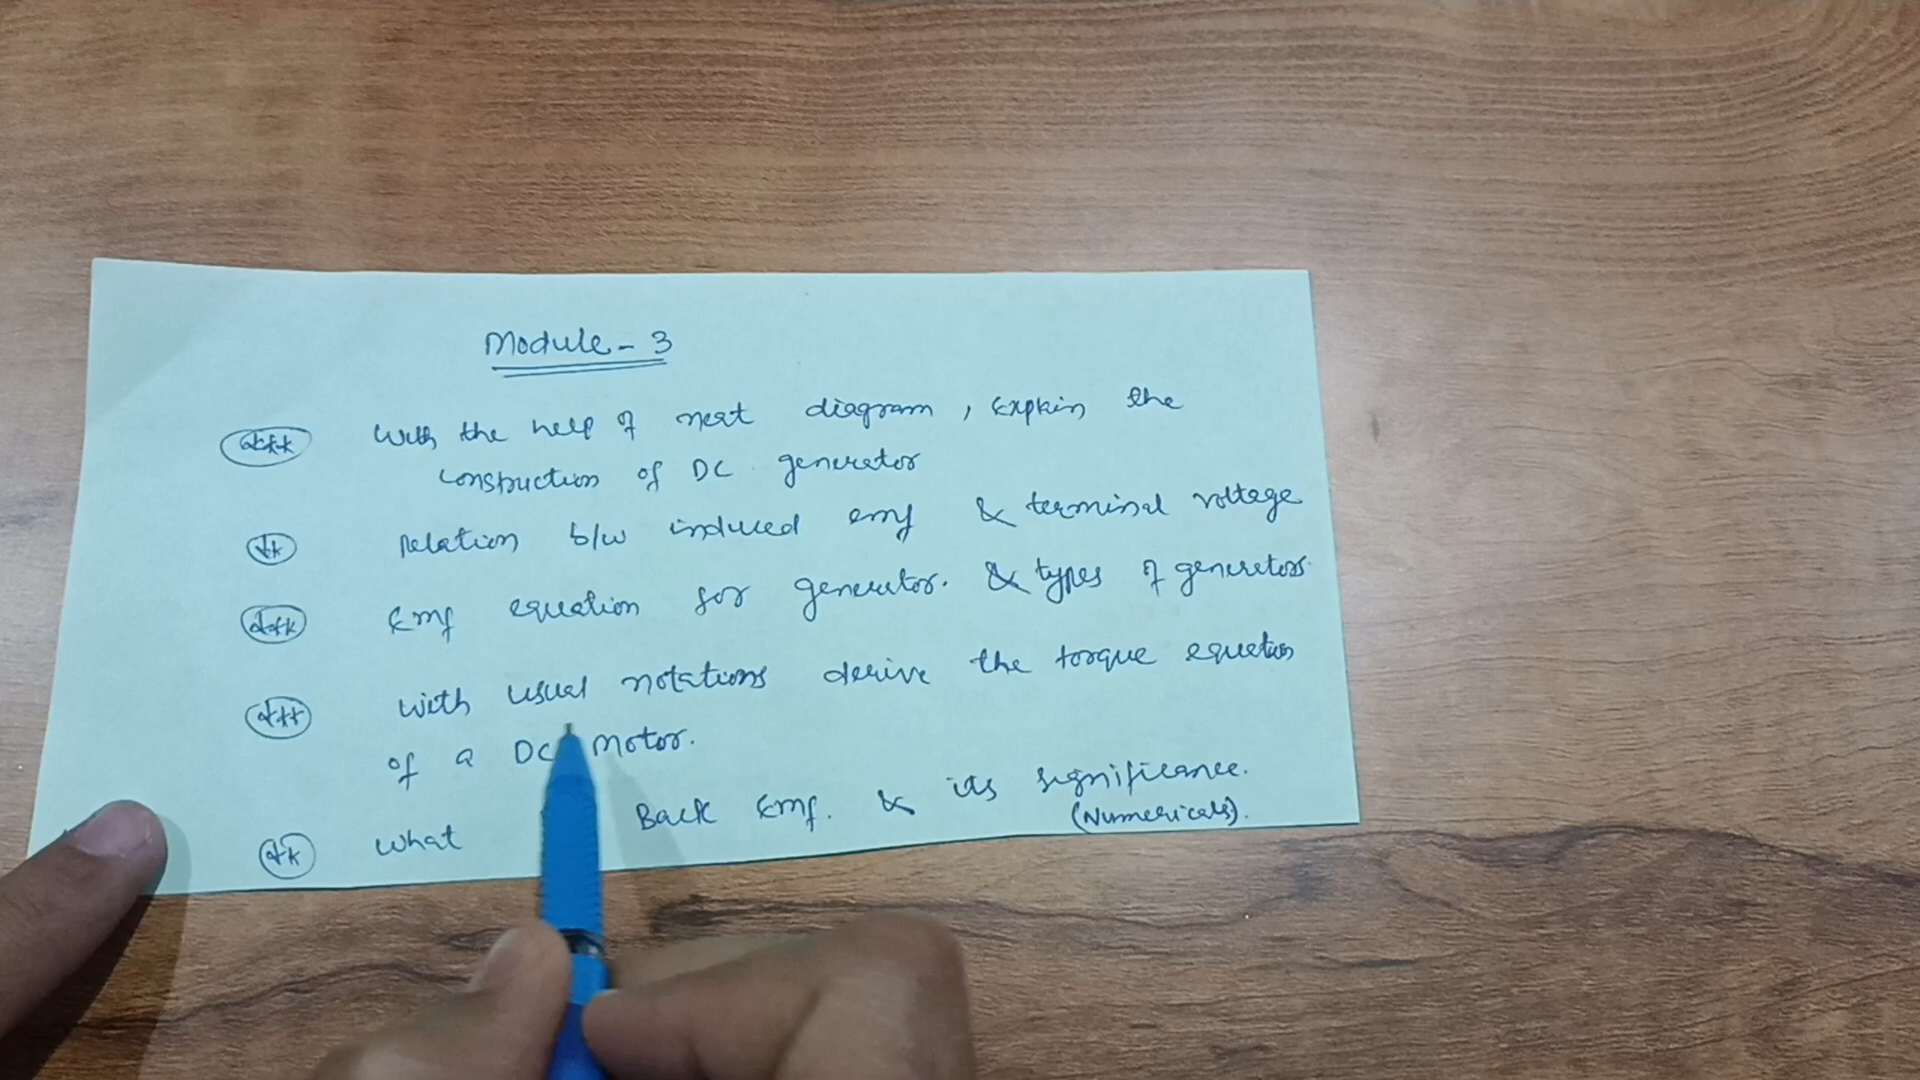 Module - 3
*** With the help of neat diagram, Explain the
construction of DC generator
** relation b/w induced emf & terminal voltage
*** Emf equation for generator. & types of generators
*** with usual notations derive the torque equation
of a DC Motor.
** what Back Emf. & its significance.
(Numericals).